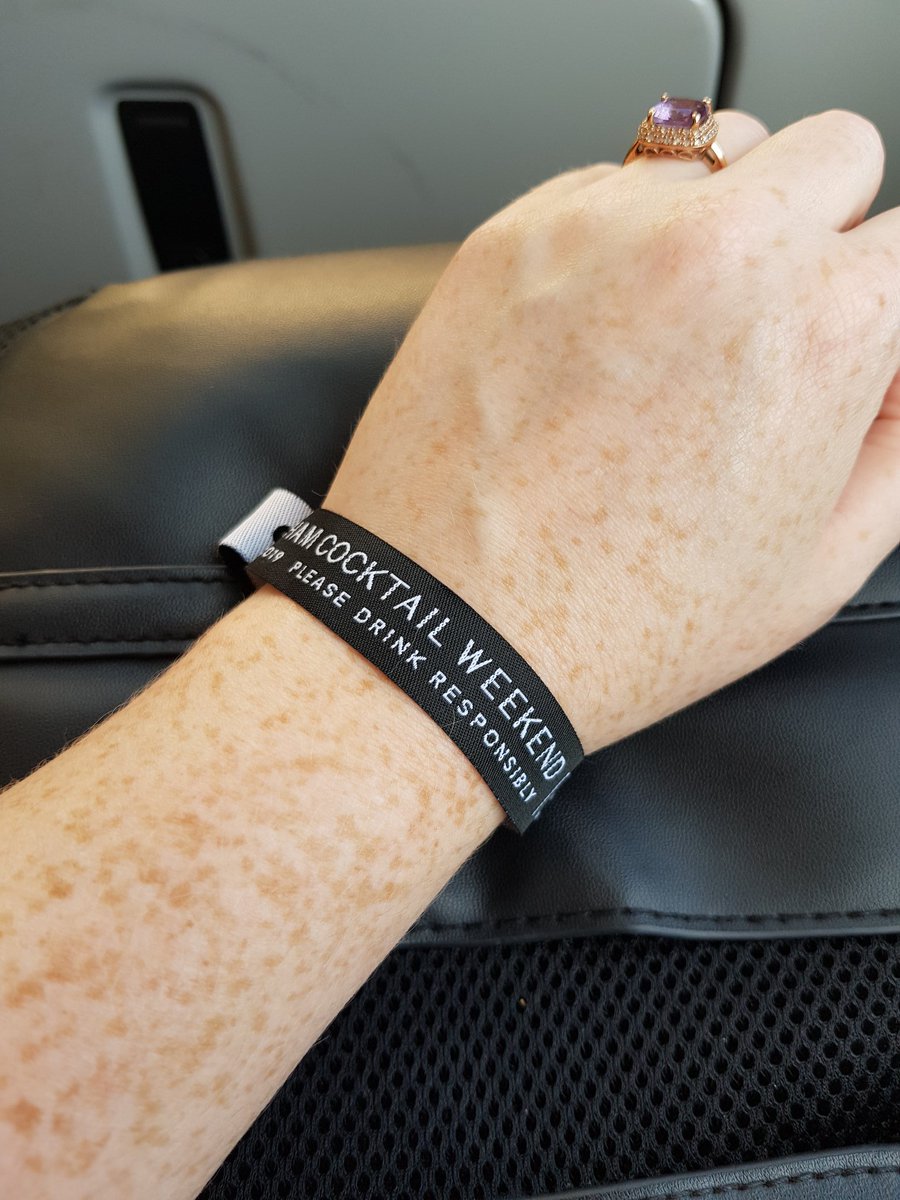 HAM COCKTAIL WEEKEND
019 PLEASE DRINK RESPONSIBLY